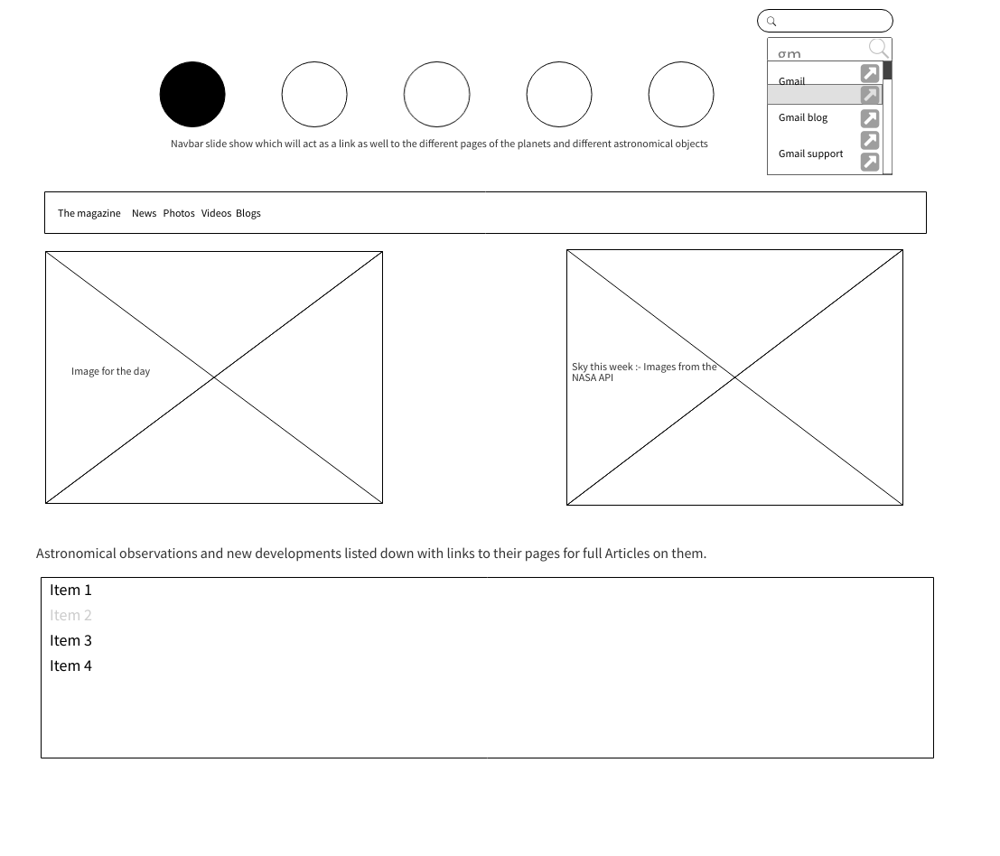 gm
Gmail
Gmail blog
Gmail support
Navbar slide show which will act as a link as well to the different pages of the planets and different astronomical objects
The magazine News Photos Videos Blogs
Image for the day
Sky this week :- Images from the
NASA API
Astronomical observations and new developments listed down with links to their pages for full Articles on them.
Item 1
Item 2
Item 3
Item 4